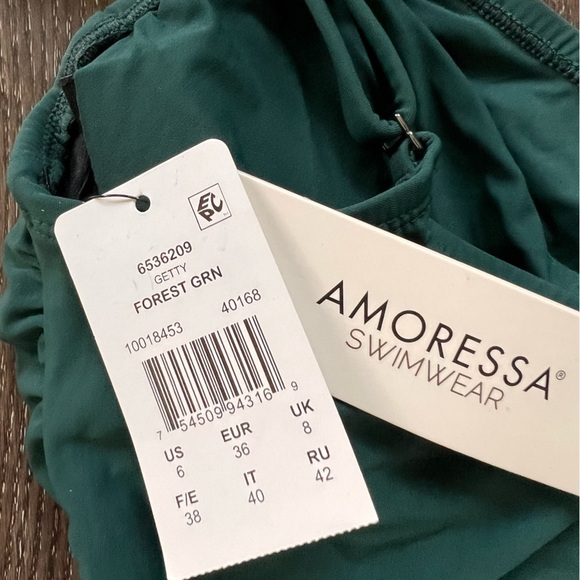 EPC
6536209
GETTY
FOREST GRN
10018453 40168
7 54509 94316 9
US EUR UK
6 36 8
F/E IT RU
38 40 42
AMORESSA®
SWIMWEAR